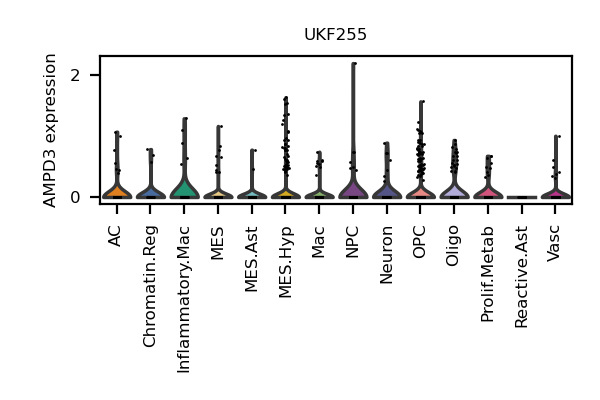 UKF255
AMPD3 expression
2
0
AC
Chromatin.Reg
Inflammatory.Mac
MES
MES.Ast
MES.Hyp
Mac
NPC
Neuron
OPC
Oligo
Prolif.Metab
Reactive.Ast
Vasc